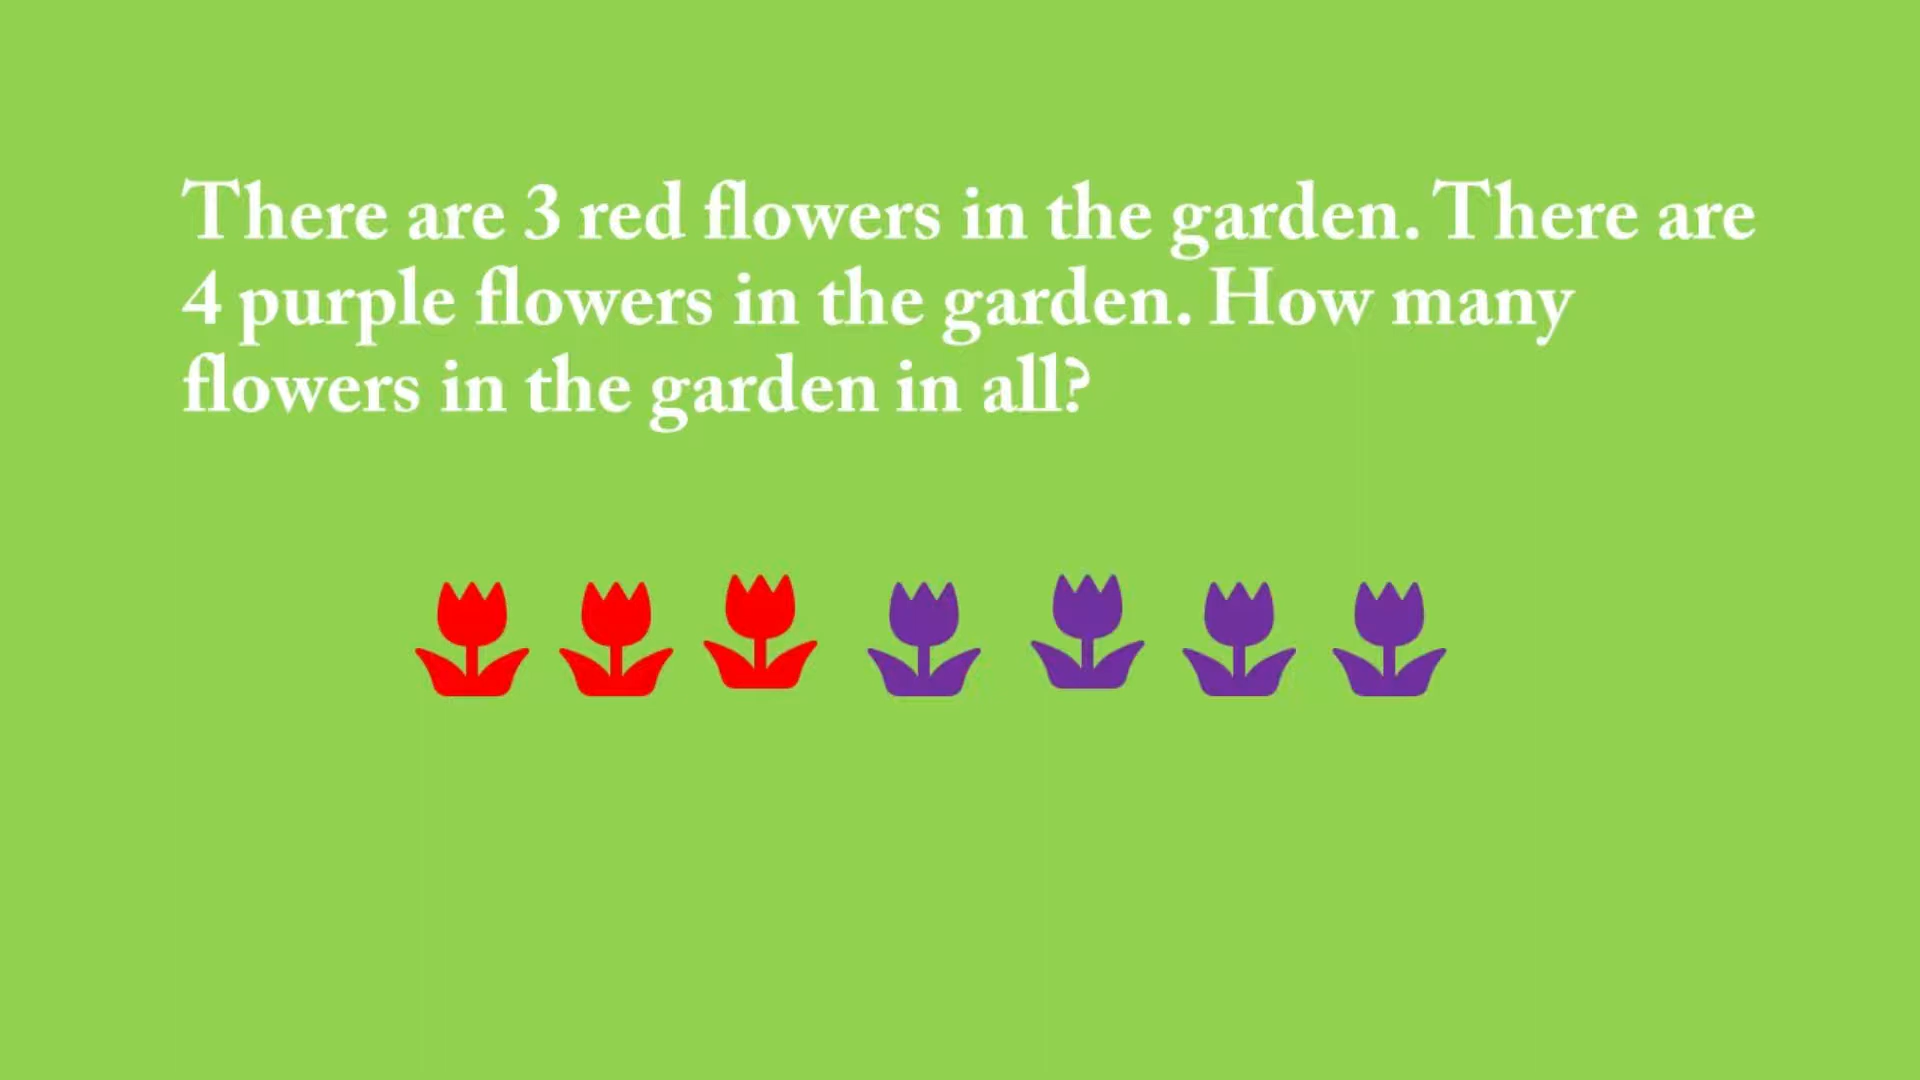 There are 3 red flowers in the garden. There are
4 purple flowers in the garden. How many
flowers in the garden in all?